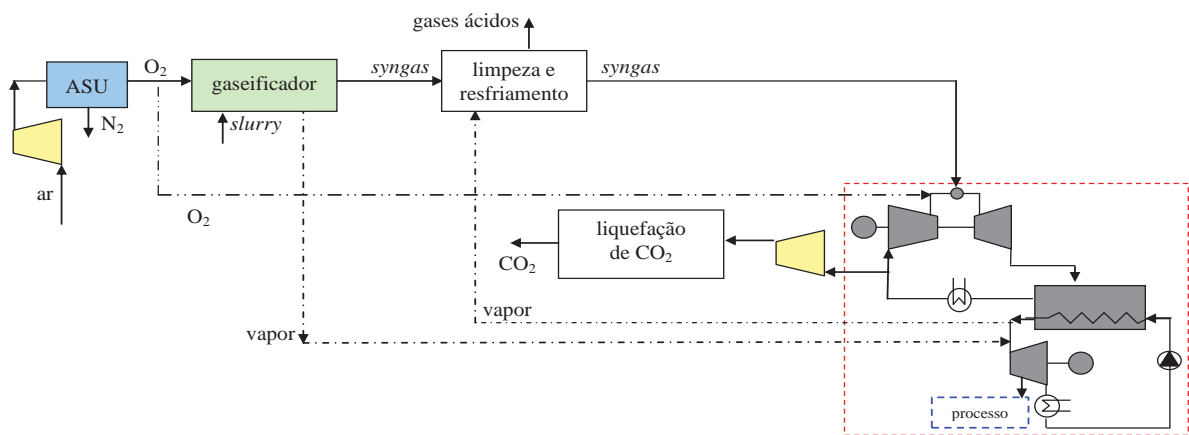 gases ácidos
ASU
O2
gaseificador
syngas
limpeza e
resfriamento
syngas
N2
slurry
ar
O2
liquefação
de CO2
CO2
vapor
vapor
processo